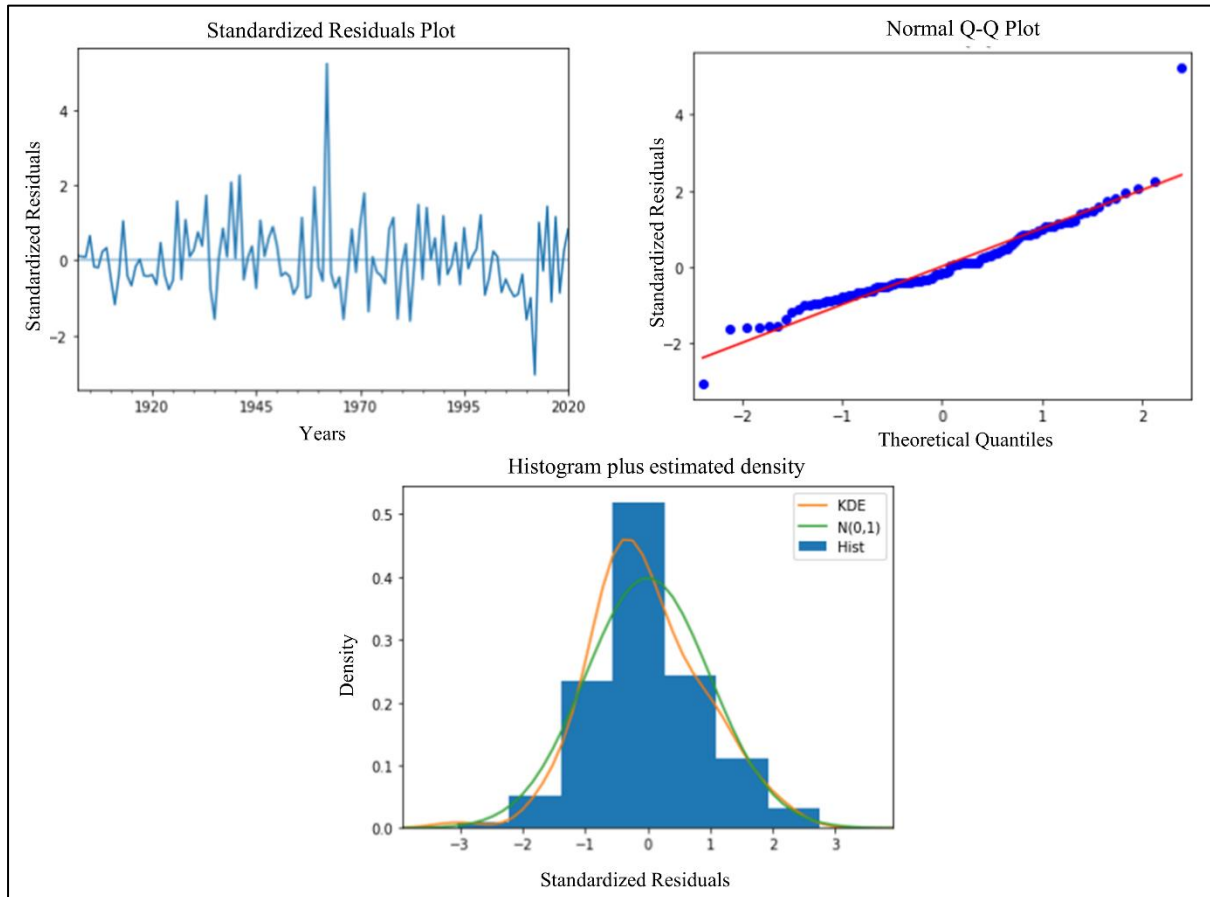 Standardized Residuals Plot
Standardized Residuals
4
2
0
−2
1920 1945 1970 1995 2020
Years
Normal Q-Q Plot
Standardized Residuals
4
2
0
−2
−2 −1 0 1 2
Theoretical Quantiles
Histogram plus estimated density
Density
0.5
0.4
0.3
0.2
0.1
0.0
KDE
N(0,1)
Hist
−3 −2 −1 0 1 2 3
Standardized Residuals